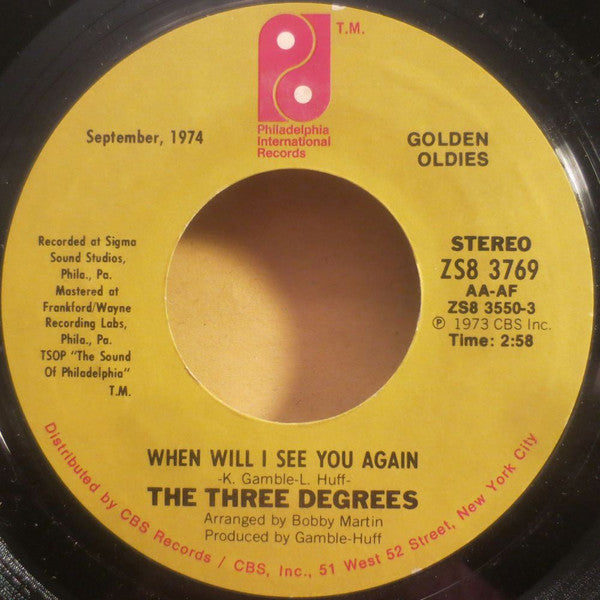 T.M.
Philadelphia
International
Records
September, 1974
GOLDEN
OLDIES
Recorded at Sigma
Sound Studios,
Phila., Pa.
Mastered at
Frankford/Wayne
Recording Labs,
Phila., Pa.
TSOP "The Sound
Of Philadelphia"
T.M.
STEREO
ZS8 3769
AA-AF
ZS8 3550-3
Ⓟ 1973 CBS Inc.
Time: 2:58
WHEN WILL I SEE YOU AGAIN
-K. Gamble-L. Huff-
THE THREE DEGREES
Arranged by Bobby Martin
Produced by Gamble-Huff
Distributed by CBS Records / CBS, Inc., 51 West 52 Street, New York City